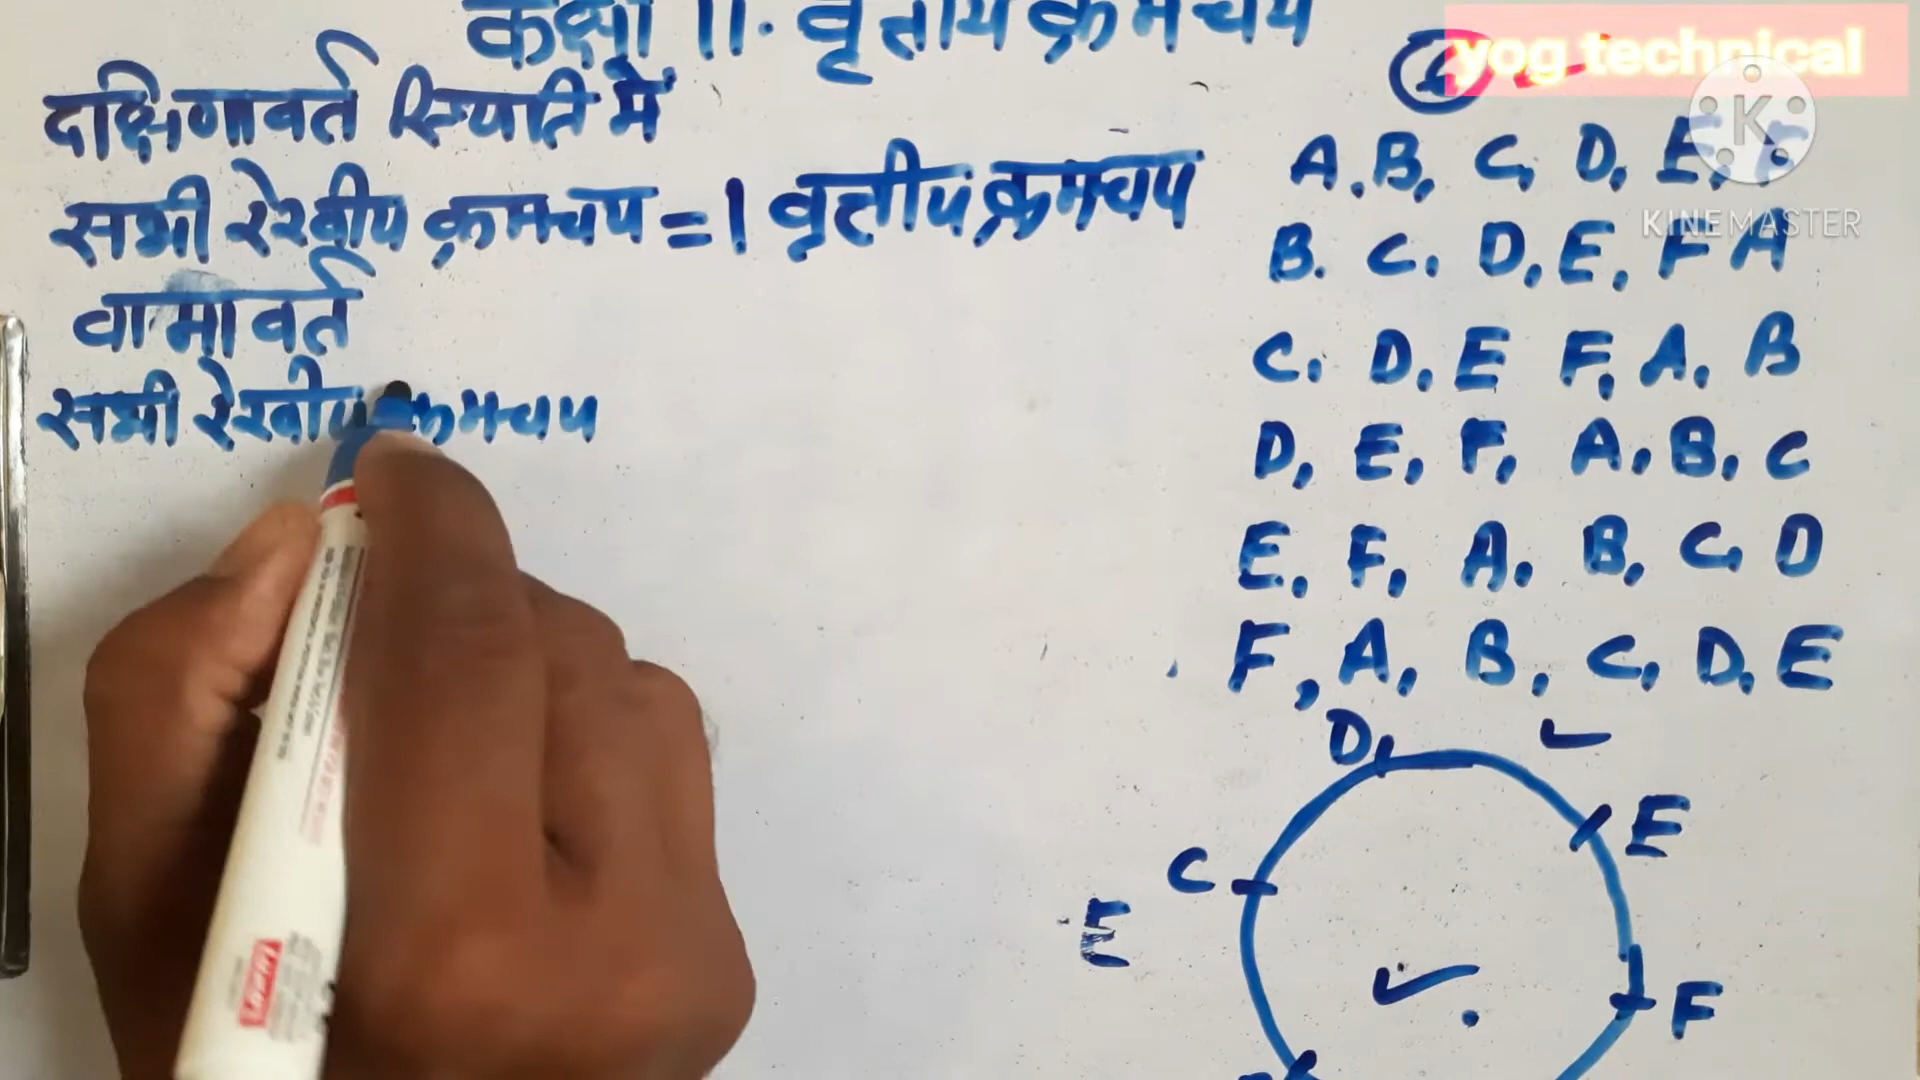 कक्षा 11. वृत्तीय क्रमचय
yog technical
KINEMASTER
दक्षिणावर्त स्थिति में
सभी रेखीय क्रमचय = 1 वृत्तीय क्रमचय
वामावर्त
सभी रेखीय क्रमचय
A, B, C, D, E, F
B. C. D, E, F A
C. D, E F, A, B
D, E, F, A, B, C
E, F, A, B, C, D
F, A, B, C, D, E
D
E
C
E
F